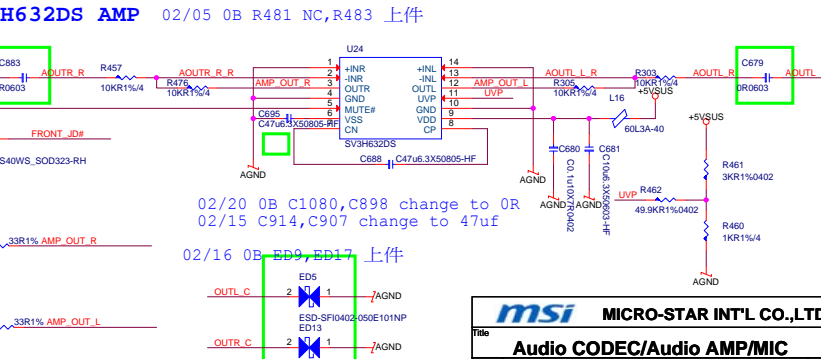 H632DS AMP 02/05 0B R481 NC,R483 上件
C883
0R0603
AOUTR_R
R457
10KR1%/4
AOUTR_R_R
R476
10KR1%/4
AMP_OUT_R
U24
1 +INR +INL 14
2 -INR -INL 13
3 OUTR OUTL 12
4 GND UVP 11
5 MUTE# GND 10
6 VSS VDD 9
7 CN CP 8
SV3H632DS
C695
C47u6.3X50805-HF
C688 C47u6.3X50805-HF
AGND
AGND
AOUTL_L_R
AMP_OUT_L
UVP
R305
10KR1%/4
R303
10KR1%/4
AOUTL_R
C679
0R0603
AOUTL
+5VSUS
L16
60L3A-40
+5VSUS
C680
C0.1u10X7R0402
C681
C10u6.3X50603-HF
AGND
AGND
R461
3KR1%0402
UVP
R462
49.9KR1%0402
R460
1KR1%/4
AGND
FRONT_JD#
S40WS_SOD323-RH
02/20 0B C1080,C898 change to 0R
02/15 C914,C907 change to 47uf
02/16 0B ED9,ED17 上件
33R1% AMP_OUT_R
33R1% AMP_OUT_L
ED5
OUTL_C 2 1 AGND
ESD-SFI0402-050E101NP
ED13
OUTR_C 2 1 AGND
msi MICRO-STAR INT'L CO.,LTD
Title
Audio CODEC/Audio AMP/MIC